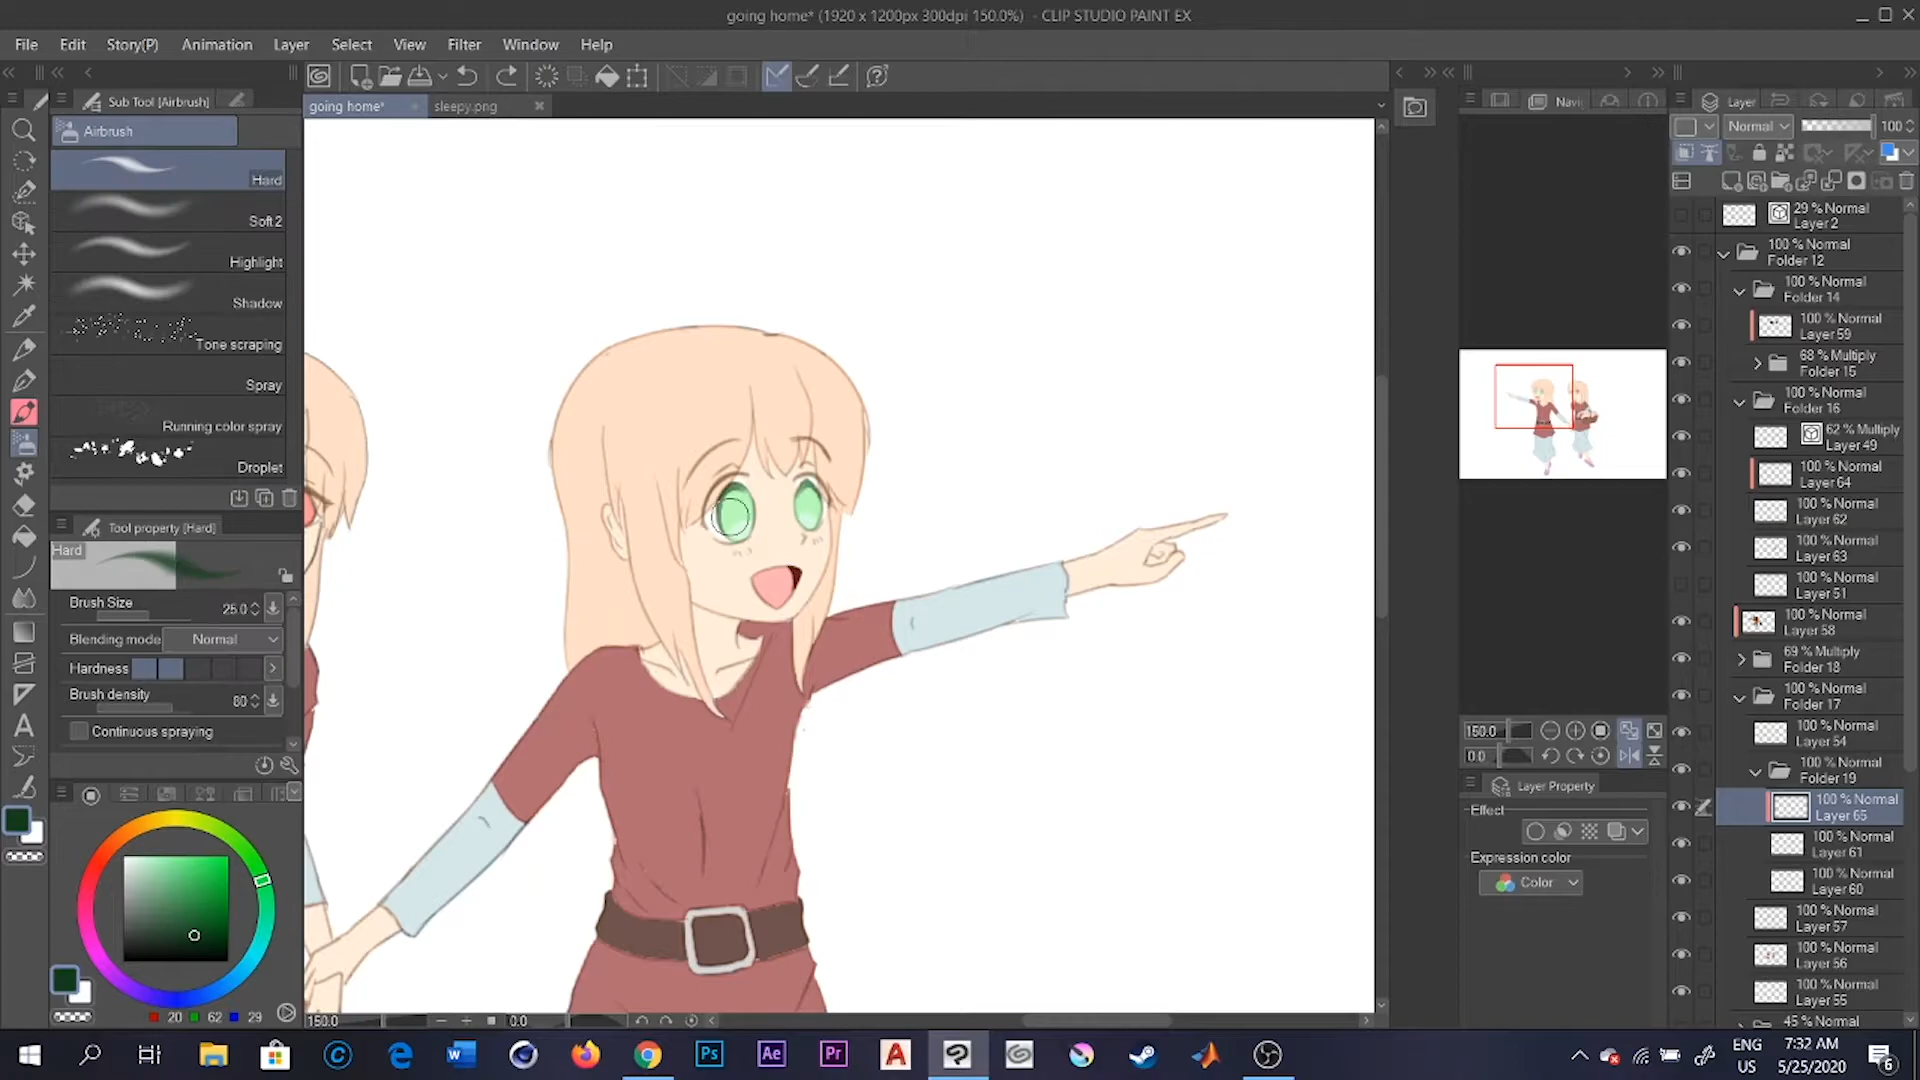 going home* (1920 x 1200px 300dpi 150.0%) - CLIP STUDIO PAINT EX
File Edit Story(P) Animation Layer Select View Filter Window Help
Sub Tool [Airbrush]
Airbrush
Hard
Soft 2
Highlight
Shadow
Tone scraping
Spray
Running color spray
Droplet
Tool property [Hard]
Hard
Brush Size 25.0
Blending mode Normal
Hardness
Brush density 80
Continuous spraying
20 62 29
going home*
sleepy.png
150.0 0.0
Navi
150.0
0.0
Layer Property
Effect
Expression color
Color
Layer
Normal 100
29 % Normal
Layer 2
100 % Normal
Folder 12
100 % Normal
Folder 14
100 % Normal
Layer 59
68 % Multiply
Folder 15
100 % Normal
Folder 16
62 % Multiply
Layer 49
100 % Normal
Layer 64
100 % Normal
Layer 62
100 % Normal
Layer 63
100 % Normal
Layer 51
100 % Normal
Layer 58
69 % Multiply
Folder 18
100 % Normal
Folder 17
100 % Normal
Layer 54
100 % Normal
Folder 19
100 % Normal
Layer 65
100 % Normal
Layer 61
100 % Normal
Layer 60
100 % Normal
Layer 57
100 % Normal
Layer 56
100 % Normal
Layer 55
45 % Normal
Ps Ae Pr
ENG
US
7:32 AM
5/25/2020
6